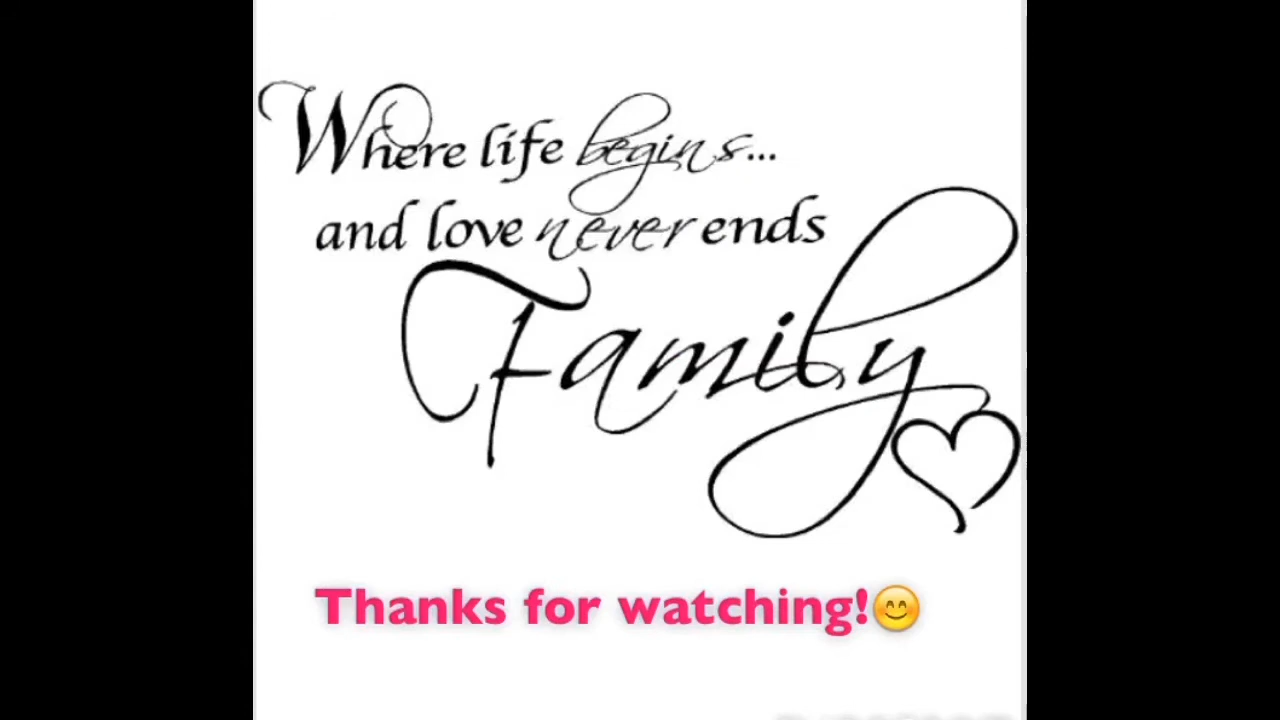 Where life begins...
and love never ends
Family
Thanks for watching!😊